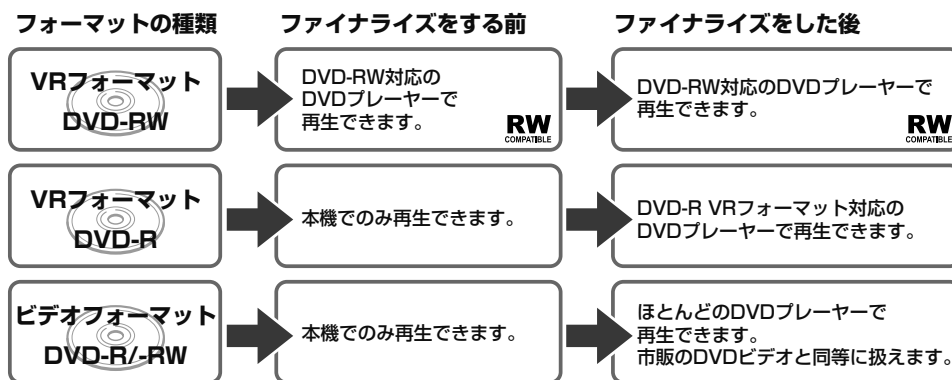 フォーマットの種類
ファイナライズをする前
ファイナライズをした後
VRフォーマット
DVD-RW
DVD-RW対応の
DVDプレーヤーで
再生できます。
RW
COMPATIBLE
DVD-RW対応のDVDプレーヤーで
再生できます。
RW
COMPATIBLE
VRフォーマット
DVD-R
本機でのみ再生できます。
DVD-R VRフォーマット対応の
DVDプレーヤーで再生できます。
ビデオフォーマット
DVD-R/-RW
本機でのみ再生できます。
ほとんどのDVDプレーヤーで
再生できます。
市販のDVDビデオと同等に扱えます。